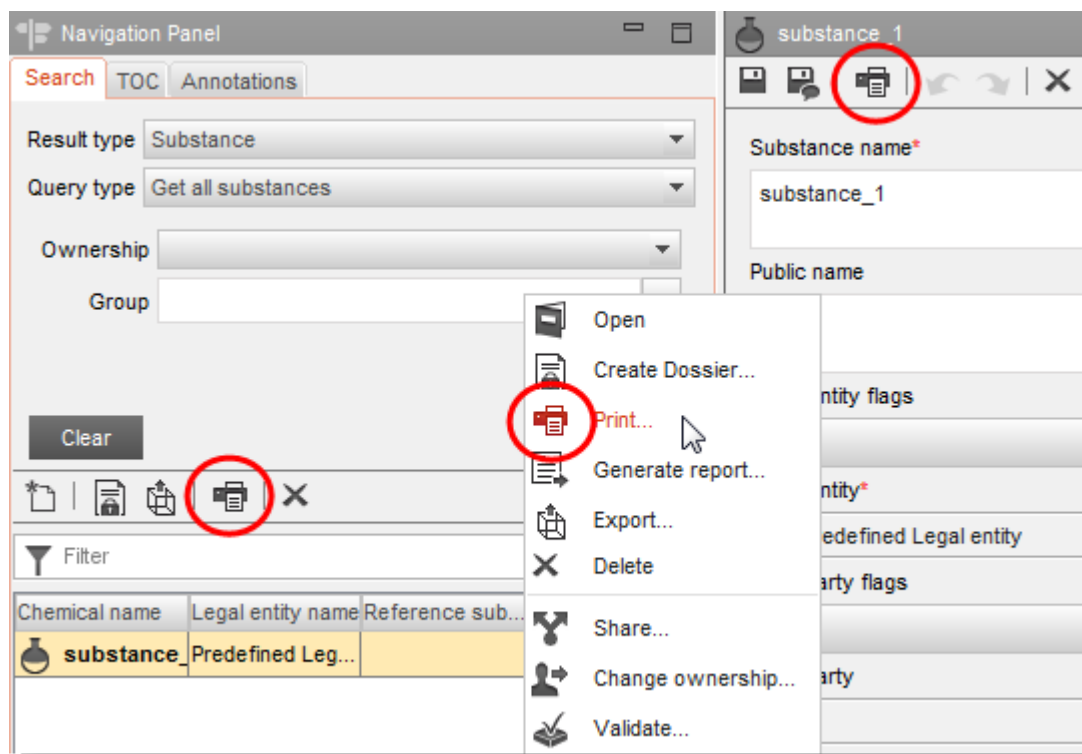 Navigation Panel
Search TOC Annotations
Result type Substance
Query type Get all substances
Ownership
Group
Clear
Filter
Chemical name Legal entity name Reference sub...
substance_ Predefined Leg...
Open
Create Dossier...
Print...
Generate report...
Export...
Delete
Share...
Change ownership...
Validate...
substance_1
Substance name*
substance_1
Public name
ntity flags
ntity*
edefined Legal entity
arty flags
arty